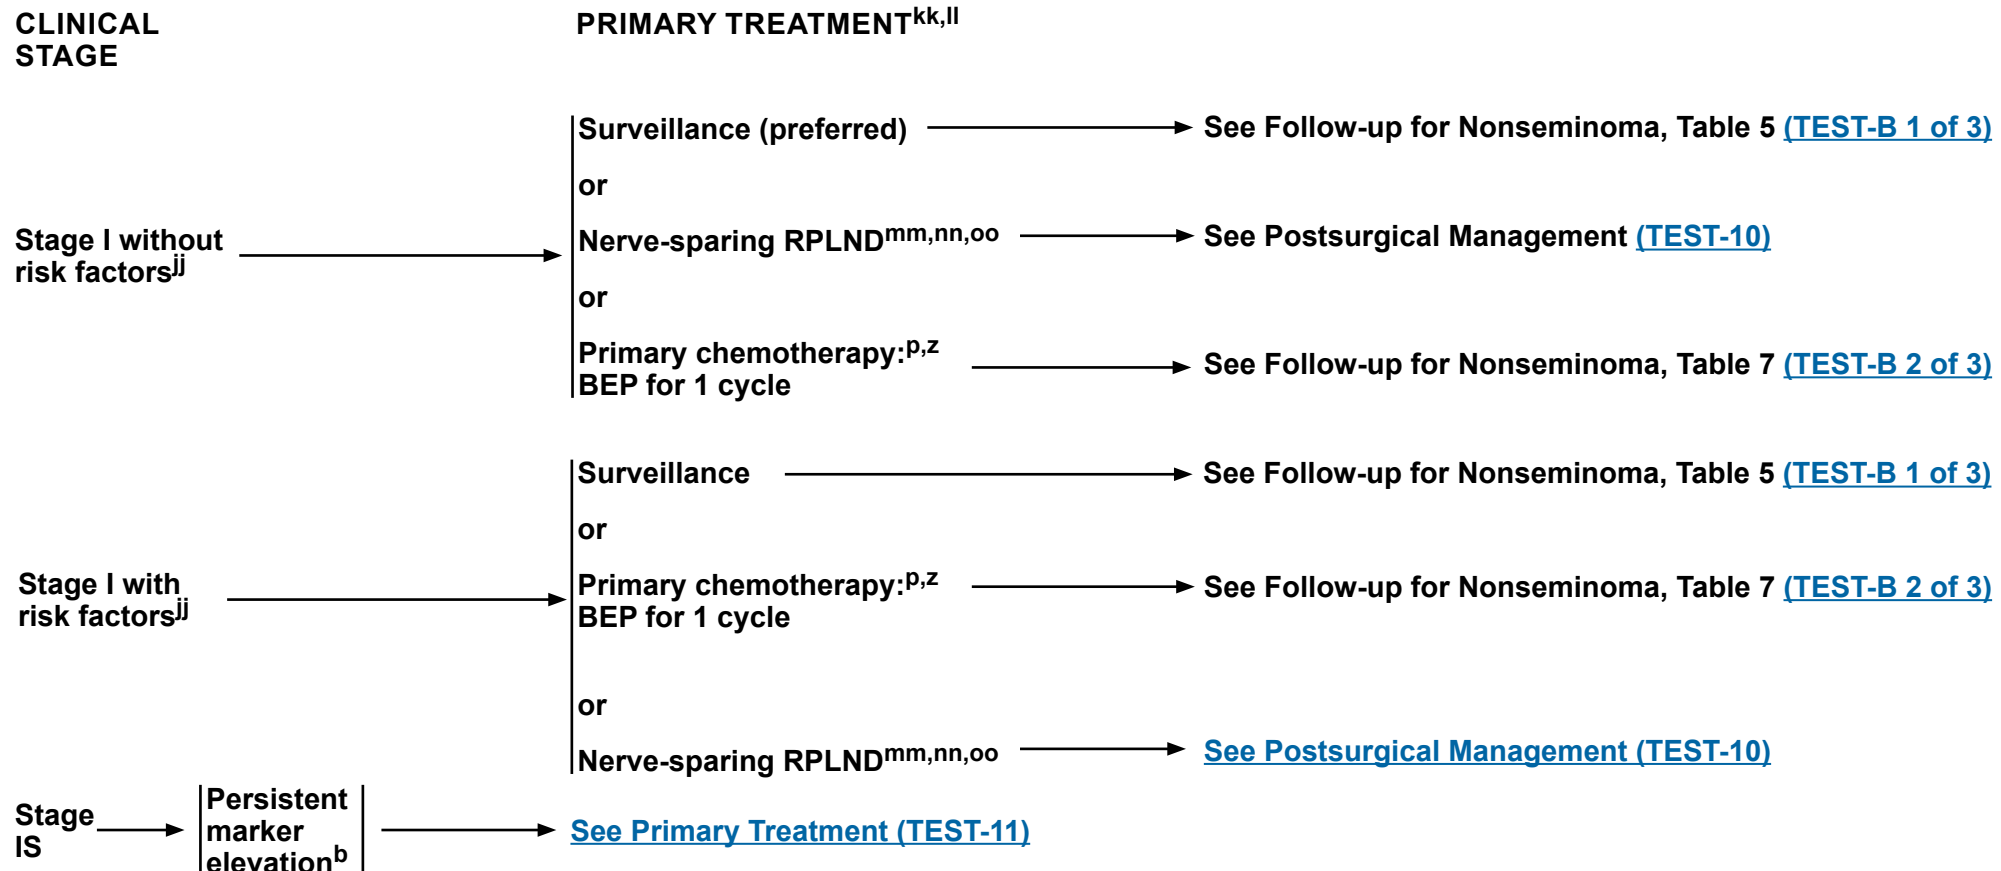 CLINICAL
STAGE
PRIMARY TREATMENTkk,ll
Stage I without
risk factorsjj
Surveillance (preferred)
See Follow-up for Nonseminoma, Table 5 (TEST-B 1 of 3)
or
Nerve-sparing RPLNDmm,nn,oo
See Postsurgical Management (TEST-10)
or
Primary chemotherapy:p,z
BEP for 1 cycle
See Follow-up for Nonseminoma, Table 7 (TEST-B 2 of 3)
Stage I with
risk factorsjj
Surveillance
See Follow-up for Nonseminoma, Table 5 (TEST-B 1 of 3)
or
Primary chemotherapy:p,z
BEP for 1 cycle
See Follow-up for Nonseminoma, Table 7 (TEST-B 2 of 3)
or
Nerve-sparing RPLNDmm,nn,oo
See Postsurgical Management (TEST-10)
Stage
IS
Persistent
marker
elevationb
See Primary Treatment (TEST-11)